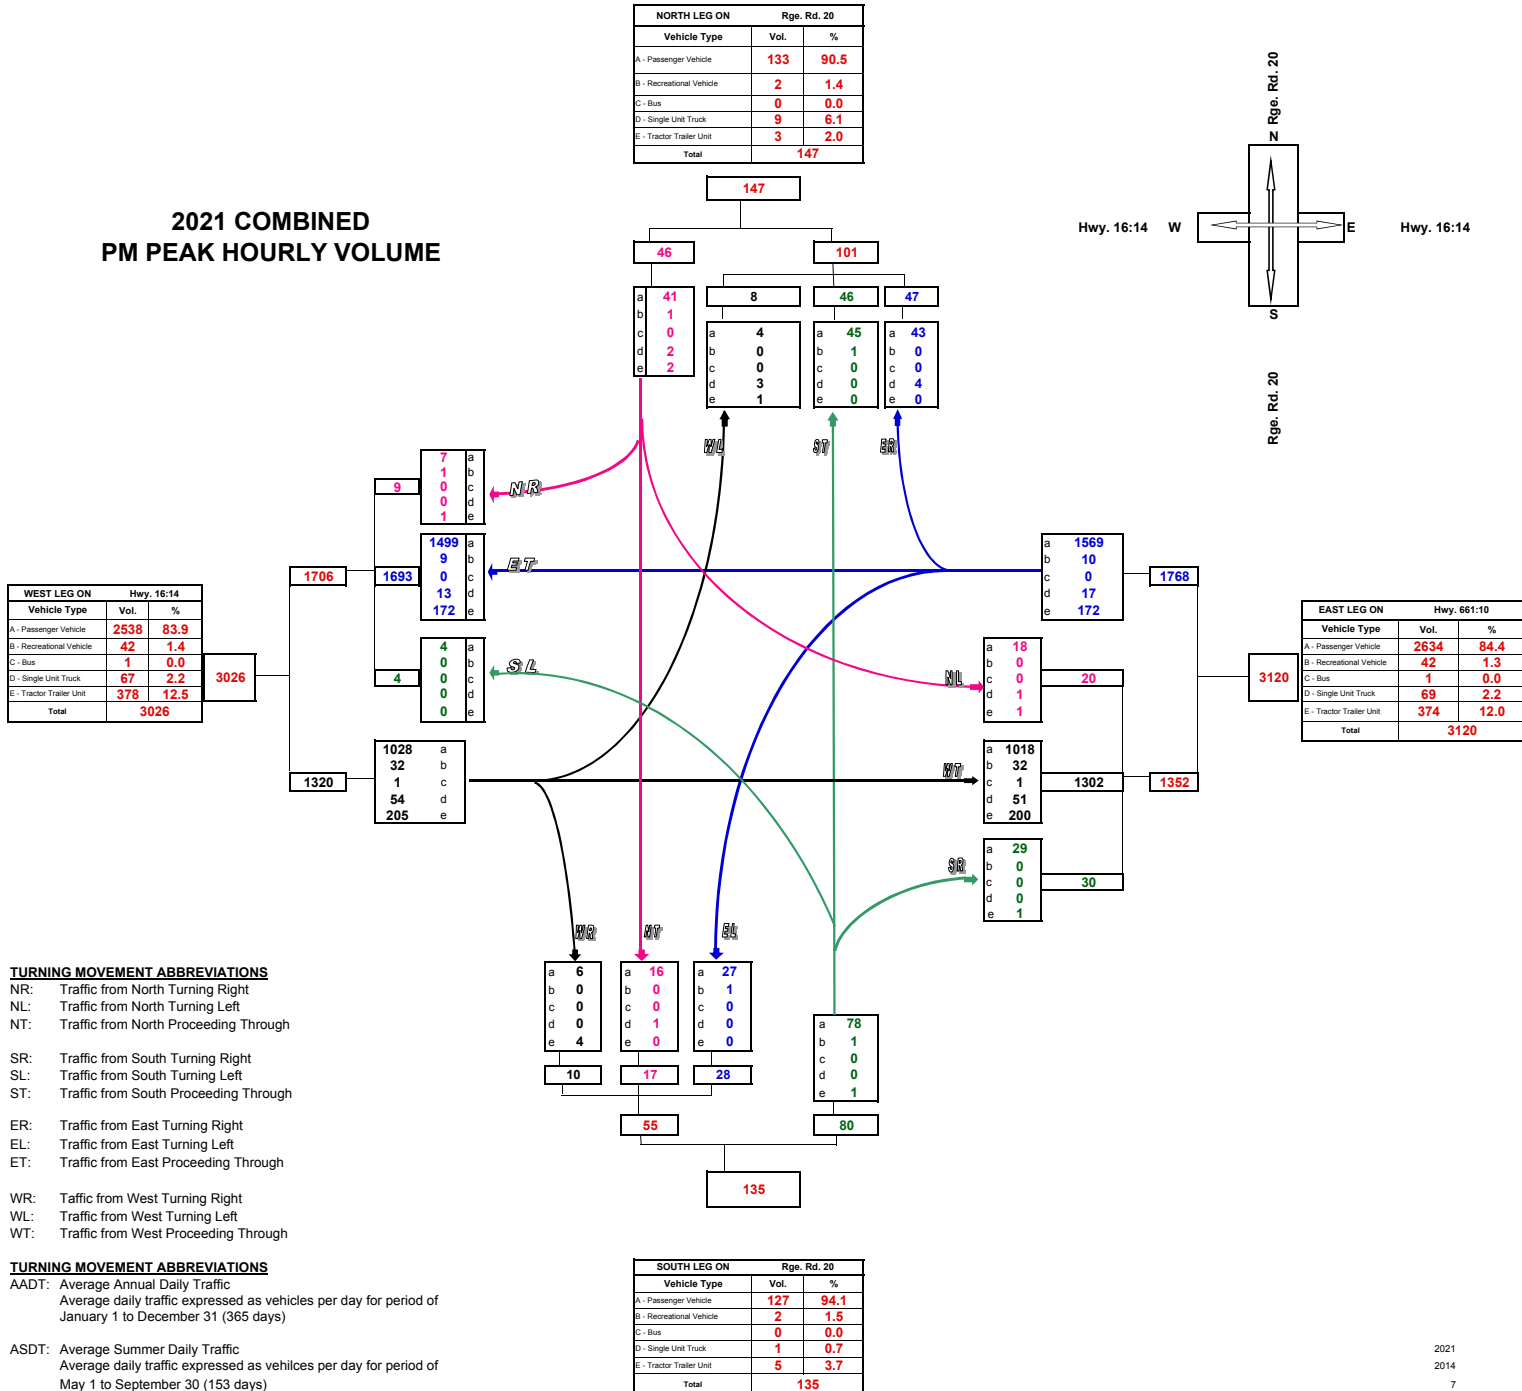 NORTH LEG ON Rge. Rd. 20
Vehicle Type Vol. %
A - Passenger Vehicle 133 90.5
B - Recreational Vehicle 2 1.4
C - Bus 0 0.0
D - Single Unit Truck 9 6.1
E - Tractor Trailer Unit 3 2.0
Total 147
147
2021 COMBINED
PM PEAK HOURLY VOLUME
Rge. Rd. 20
N
Hwy. 16:14 W
E Hwy. 16:14
S
Rge. Rd. 20
46
101
8
46
47
a 41
b 1
c 0
d 2
e 2
a 4
b 0
c 0
d 3
e 1
a 45
b 1
c 0
d 0
e 0
a 43
b 0
c 0
d 4
e 0
WL
ST
ER
9
7 a
1 b
0 c
0 d
1 e
NR
1706
1693
1499 a
9 b
0 c
13 d
172 e
ET
a 1569
b 10
c 0
d 17
e 172
1768
WEST LEG ON Hwy. 16:14
Vehicle Type Vol. %
A - Passenger Vehicle 2538 83.9
B - Recreational Vehicle 42 1.4
C - Bus 1 0.0
D - Single Unit Truck 67 2.2
E - Tractor Trailer Unit 378 12.5
Total 3026
3026
4
4 a
0 b
0 c
0 d
0 e
SL
NL
a 18
b 0
c 0
d 1
e 1
20
3120
EAST LEG ON Hwy. 661:10
Vehicle Type Vol. %
A - Passenger Vehicle 2634 84.4
B - Recreational Vehicle 42 1.3
C - Bus 1 0.0
D - Single Unit Truck 69 2.2
E - Tractor Trailer Unit 374 12.0
Total 3120
1320
1028 a
32 b
1 c
54 d
205 e
WT
a 1018
b 32
c 1
d 51
e 200
1302
1352
SR
a 29
b 0
c 0
d 0
e 1
30
WR
NT
EL
a 6
b 0
c 0
d 0
e 4
a 16
b 0
c 0
d 1
e 0
a 27
b 1
c 0
d 0
e 0
a 78
b 1
c 0
d 0
e 1
10
17
28
55
80
135
TURNING MOVEMENT ABBREVIATIONS
NR: Traffic from North Turning Right
NL: Traffic from North Turning Left
NT: Traffic from North Proceeding Through
SR: Traffic from South Turning Right
SL: Traffic from South Turning Left
ST: Traffic from South Proceeding Through
ER: Traffic from East Turning Right
EL: Traffic from East Turning Left
ET: Traffic from East Proceeding Through
WR: Taffic from West Turning Right
WL: Traffic from West Turning Left
WT: Traffic from West Proceeding Through
TURNING MOVEMENT ABBREVIATIONS
AADT: Average Annual Daily Traffic
Average daily traffic expressed as vehicles per day for period of
January 1 to December 31 (365 days)
ASDT: Average Summer Daily Traffic
Average daily traffic expressed as vehilces per day for period of
May 1 to September 30 (153 days)
SOUTH LEG ON Rge. Rd. 20
Vehicle Type Vol. %
A - Passenger Vehicle 127 94.1
B - Recreational Vehicle 2 1.5
C - Bus 0 0.0
D - Single Unit Truck 1 0.7
E - Tractor Trailer Unit 5 3.7
Total 135
2021
2014
7